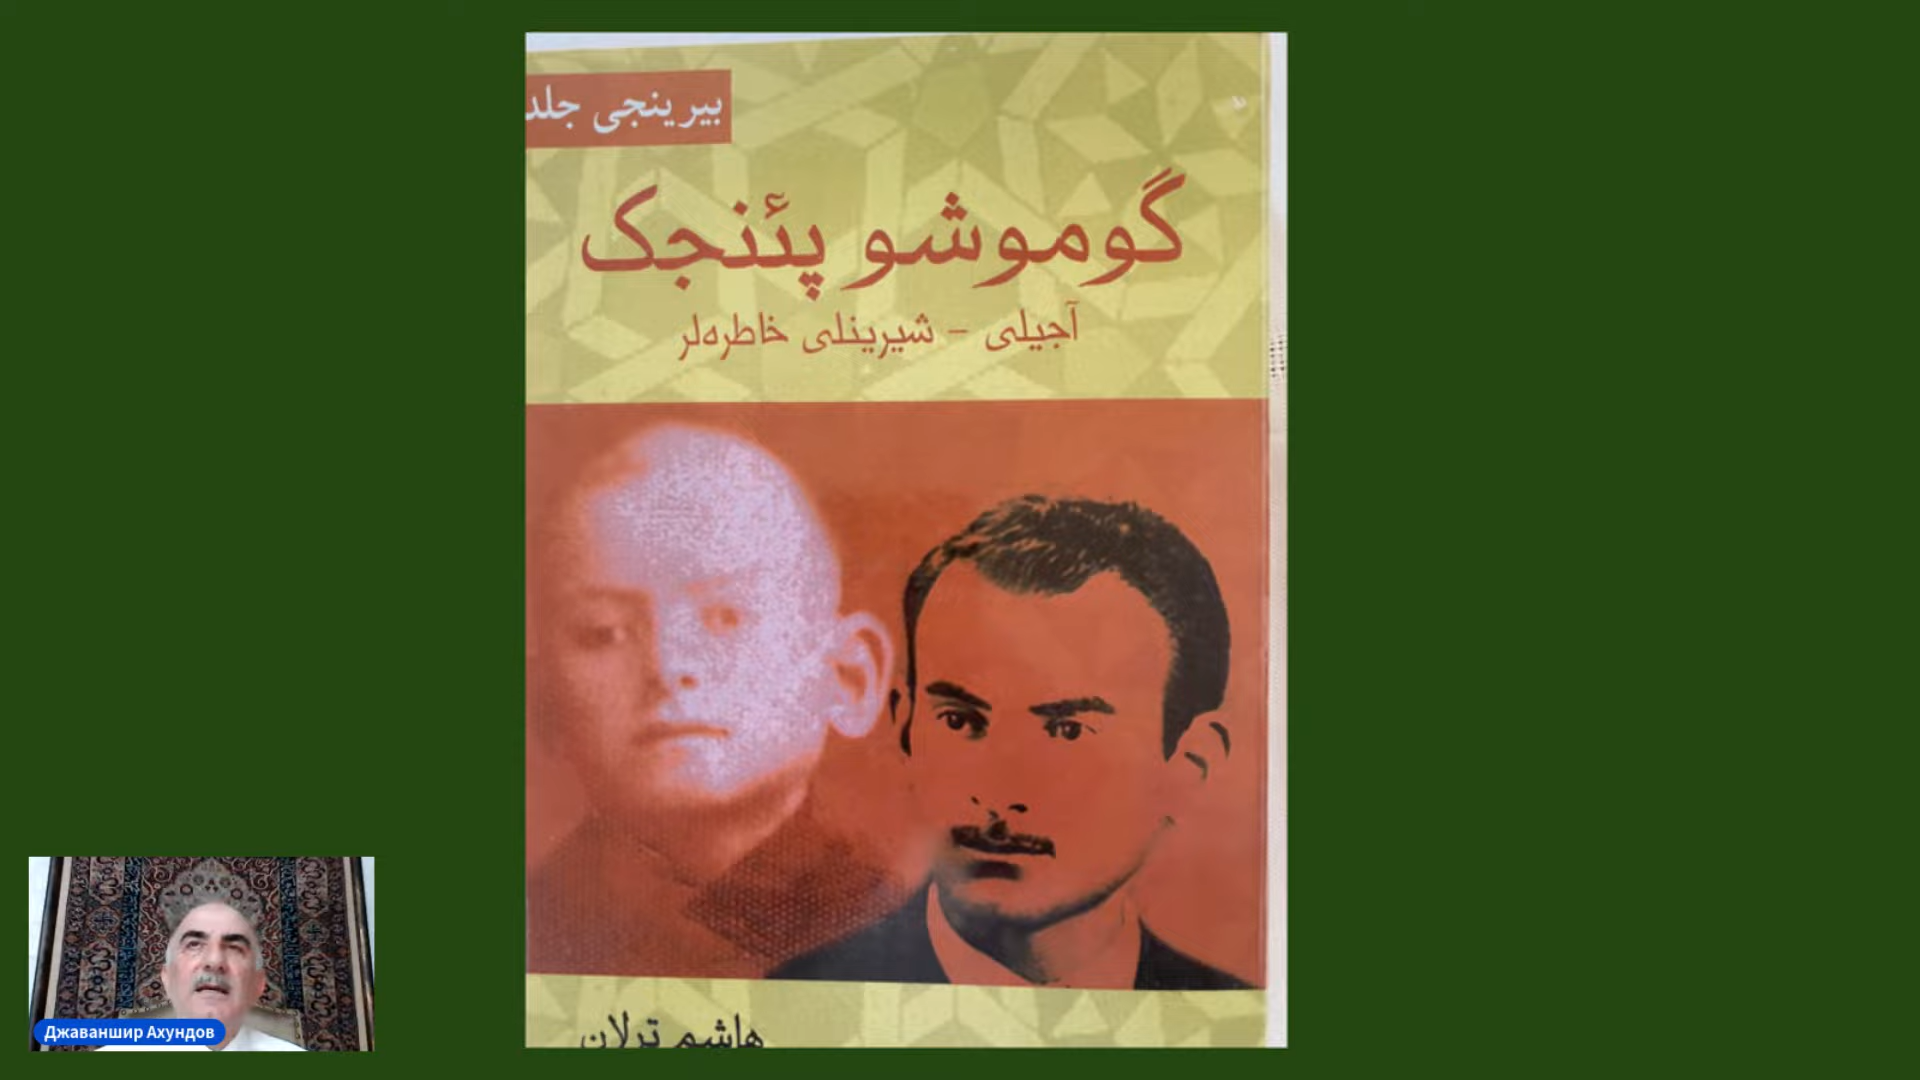 بیرینجی جلد
گوموشو پئنجک
آجیلی - شیرینلی خاطره‌لر
هاشم ترلان
Джаваншир Ахундов